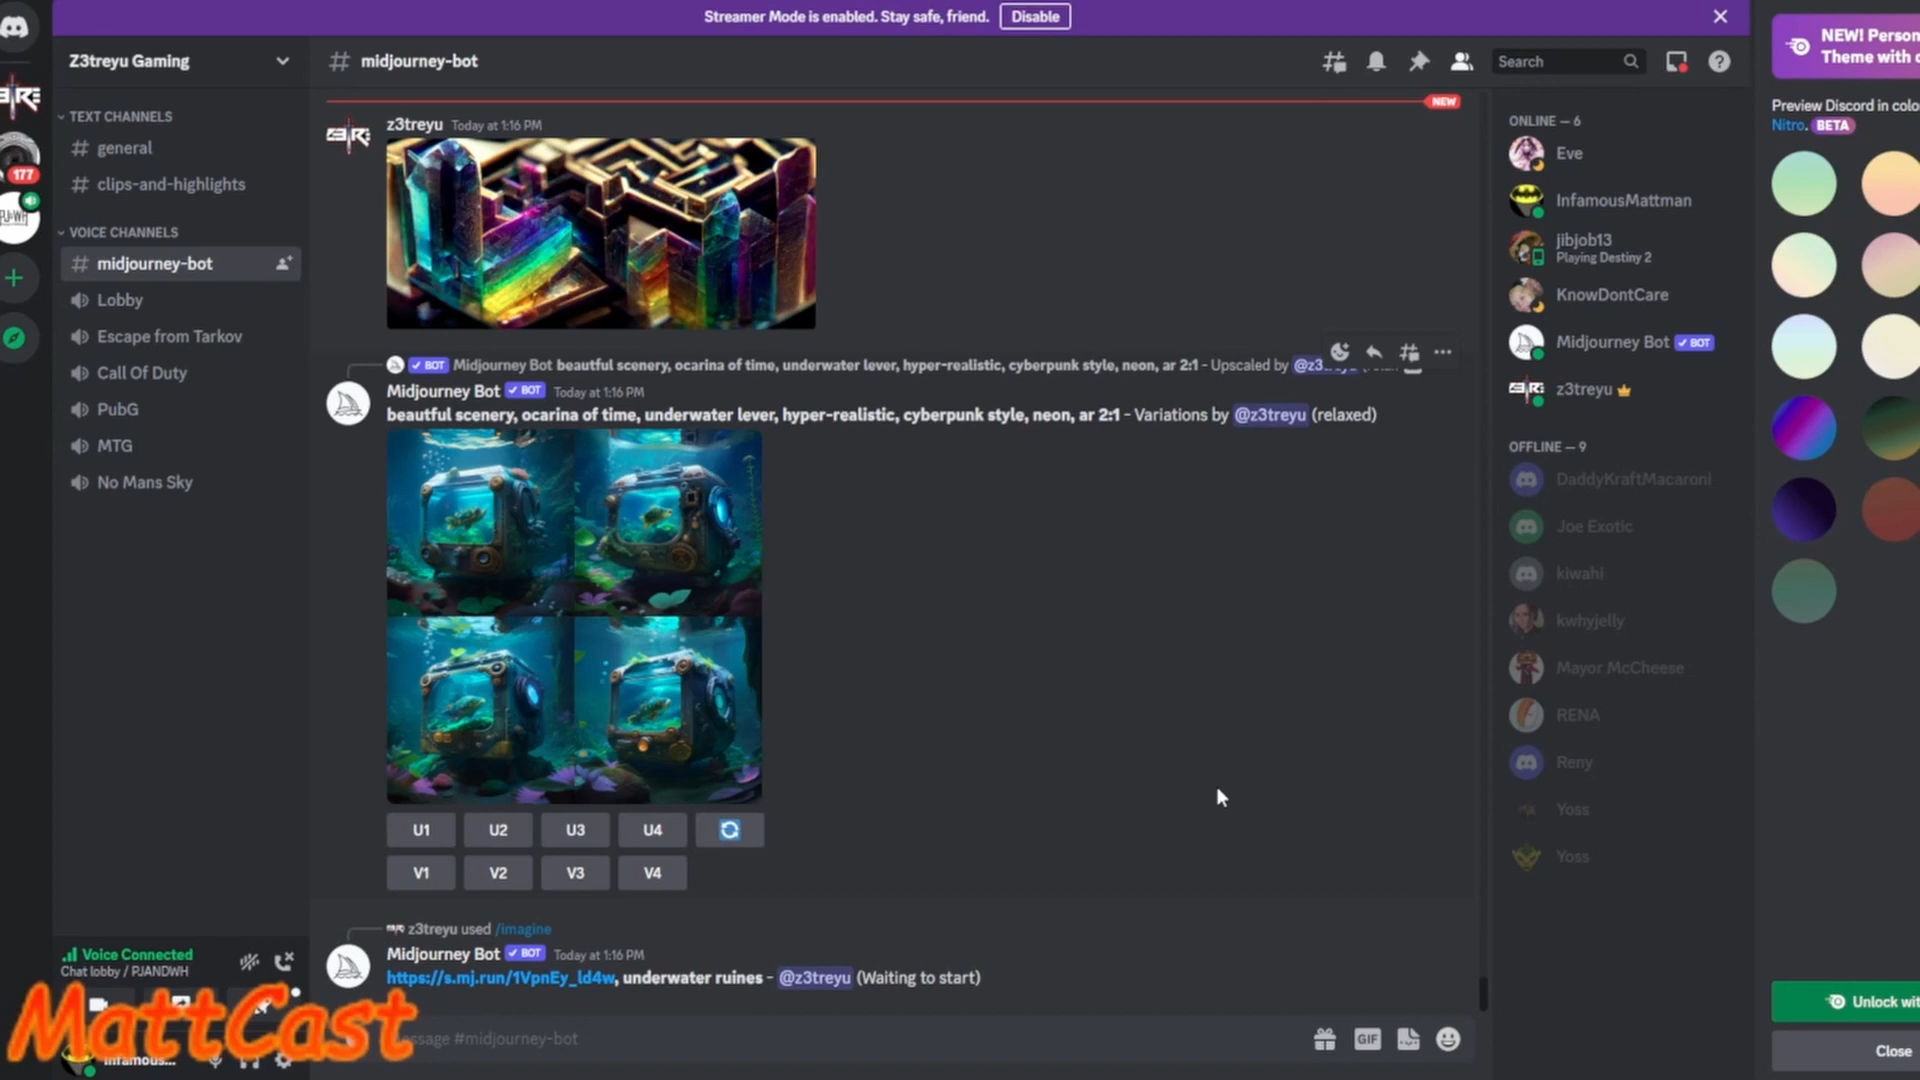 Streamer Mode is enabled. Stay safe, friend. Disable
Z3treyu Gaming
# midjourney-bot
Search
TEXT CHANNELS
# general
# clips-and-highlights
VOICE CHANNELS
# midjourney-bot
Lobby
Escape from Tarkov
Call Of Duty
PubG
MTG
No Mans Sky
177
PJ&WH
NEW
z3treyu Today at 1:16 PM
BOT Midjourney Bot beautful scenery, ocarina of time, underwater lever, hyper-realistic, cyberpunk style, neon, ar 2:1 - Upscaled by
Midjourney Bot BOT Today at 1:16 PM
beautful scenery, ocarina of time, underwater lever, hyper-realistic, cyberpunk style, neon, ar 2:1 - Variations by @z3treyu (relaxed)
U1 U2 U3 U4
V1 V2 V3 V4
z3treyu used /imagine
Midjourney Bot BOT Today at 1:16 PM
https://s.mj.run/1VpnEy_ld4w, underwater ruines - @z3treyu (Waiting to start)
message #midjourney-bot
GIF
ONLINE — 6
Eve
InfamousMattman
jibjob13
Playing Destiny 2
KnowDontCare
Midjourney Bot BOT
z3treyu
OFFLINE — 9
DaddyKraftMacaroni
Joe Exotic
kiwahi
kwhyjelly
Mayor McCheese
RENA
Reny
Yoss
Yoss
NEW! Person
Theme with
Preview Discord in colo
Nitro. BETA
Unlock wit
Close
Voice Connected
Chat lobby / PJANDWH
MattCast
Infamous...